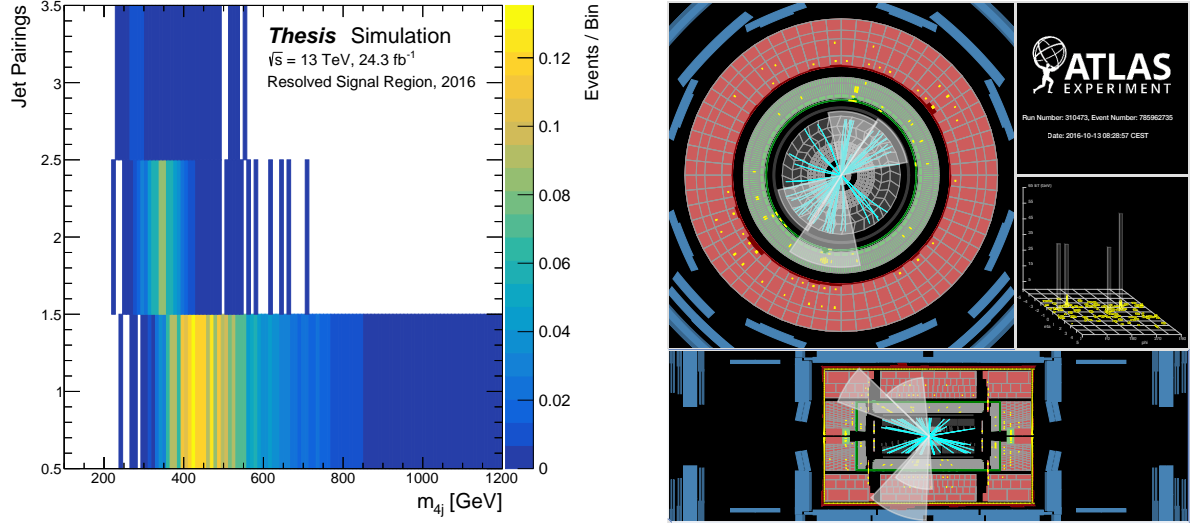 Jet Pairings
3.5
3
2.5
2
1.5
1
0.5
Thesis Simulation
√s = 13 TeV, 24.3 fb⁻¹
Resolved Signal Region, 2016
200
400
600
800
1000
1200
m4j [GeV]
Events / Bin
0.12
0.1
0.08
0.06
0.04
0.02
0
ATLAS
EXPERIMENT
Run Number: 310473, Event Number: 785962735
Date: 2016-10-13 08:28:57 CEST
eta
phi